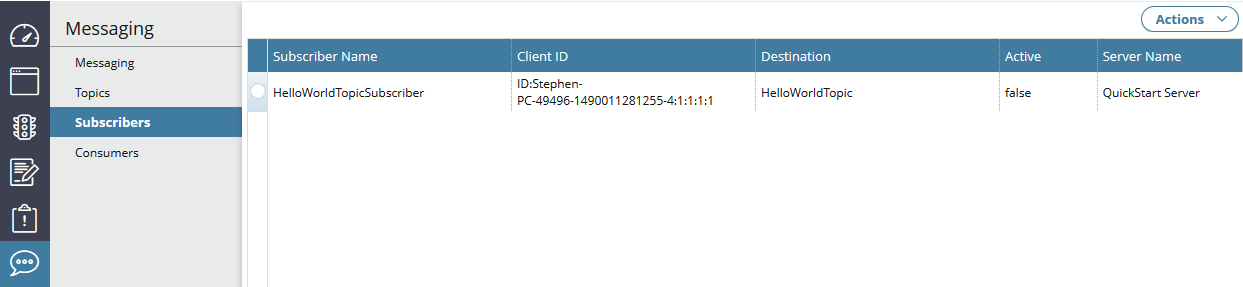 Actions
Messaging
Messaging
Topics
Subscribers
Consumers
Subscriber Name Client ID Destination Active Server Name
HelloWorldTopicSubscriber ID:Stephen-
PC-49496-1490011281255-4:1:1:1:1 HelloWorldTopic false QuickStart Server